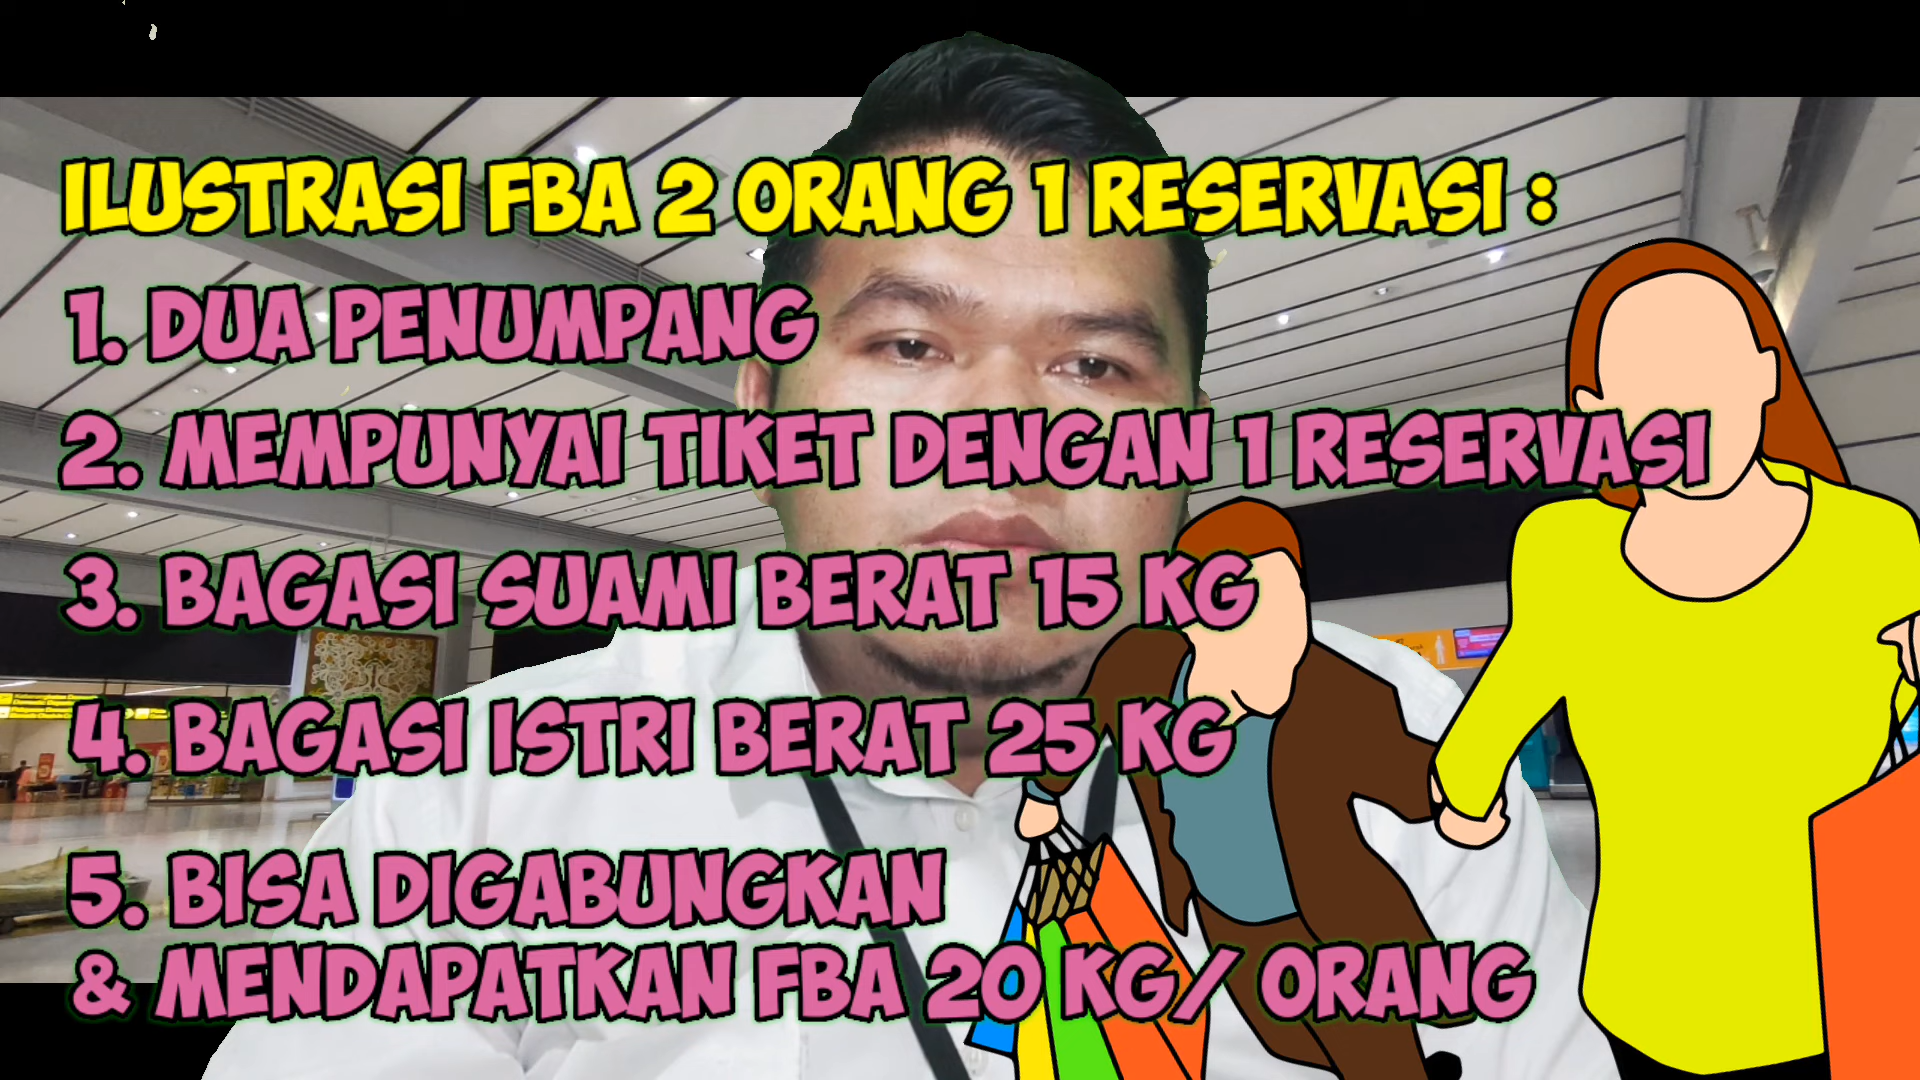 ILUSTRASI FBA 2 ORANG 1 RESERVASI :
1. DUA PENUMPANG
2. MEMPUNYAI TIKET DENGAN 1 RESERVASI
3. BAGASI SUAMI BERAT 15 KG
4. BAGASI ISTRI BERAT 25 KG
5. BISA DIGABUNGKAN
& MENDAPATKAN FBA 20 KG/ ORANG